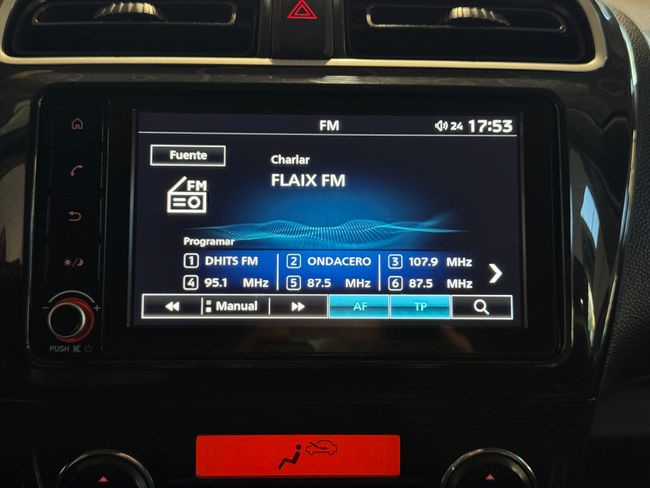 FM
24 17:53
Fuente
Charlar
FM
FLAIX FM
Programar
1 DHITS FM 2 ONDACERO 3 107.9 MHz
4 95.1 MHz 5 87.5 MHz 6 87.5 MHz
Manual AF TP
PUSH